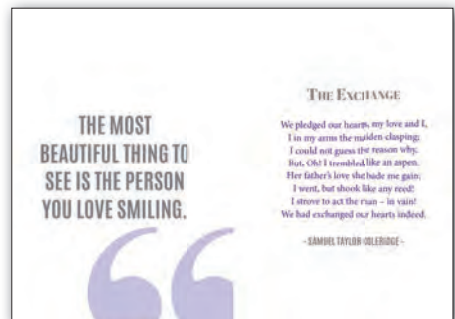 THE MOST
BEAUTIFUL THING TO
SEE IS THE PERSON
YOU LOVE SMILING.
THE EXCHANGE
We pledged our hearts, my love and I,
I in my arms the maiden clasping;
I could not guess the reason why,
But, Oh! I trembled like an aspen.
Her father's love she bade me gain;
I went, but shook like any reed!
I strove to act the man – in vain!
We had exchanged our hearts indeed.
- SAMUEL TAYLOR COLERIDGE -